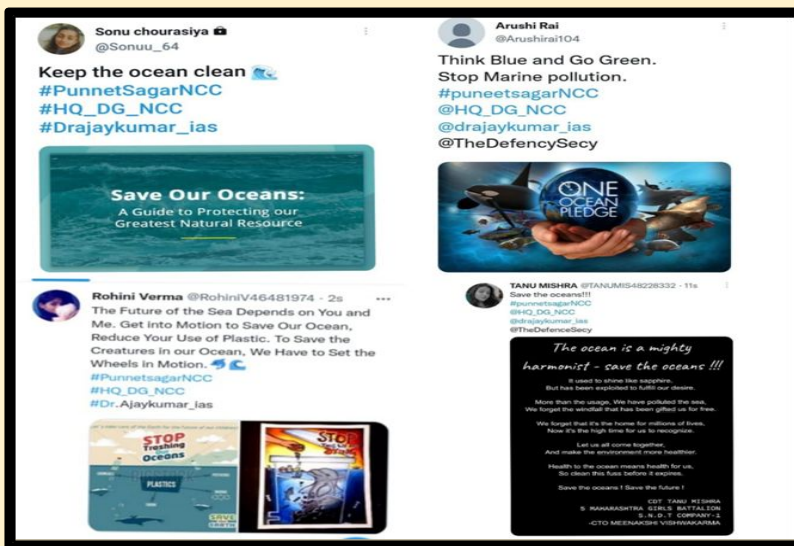 Sonu chourasiya
@Sonuu_64
Keep the ocean clean
#PunnetSagarNCC
#HQ_DG_NCC
#Drajaykumar_ias
Save Our Oceans:
A Guide to Protecting our
Greatest Natural Resource
Rohini Verma @RohiniV46481974 · 2s
The Future of the Sea Depends on You and
Me. Get into Motion to Save Our Ocean,
Reduce Your Use of Plastic. To Save the
Creatures in our Ocean, We Have to Set the
Wheels in Motion.
#PunnetsagarNCC
#HQ_DG_NCC
#Dr.Ajaykumar_ias
STOP
Trashing
Our
Oceans
PLASTICS
SAVE
EARTH
STOP
Arushi Rai
@Arushirai104
Think Blue and Go Green.
Stop Marine pollution.
#puneetsagarNCC
@HQ_DG_NCC
@drajaykumar_ias
@TheDefencySecy
ONE
OCEAN
PLEDGE
TANU MISHRA @TANUMIS48228332 · 11s
Save the oceans!!!
#punnetsagarNCC
@HQ_DG_NCC
@drajaykumar_ias
@TheDefenceSecy
The ocean is a mighty
harmonist - save the oceans !!!
It used to shine like sapphire,
But has been exploited to fulfill our desire.
More than the usage, We have polluted the sea,
We forget the windfall that has been gifted us for free.
We forget that it's the home for millions of lives,
Now it's the high time for us to recognize.
Let us all come together,
And make the environment more healthier.
Health to the ocean means health for us,
So clean this fuss before it expires.
Save the oceans ! Save the future !
CDT TANU MISHRA
5 MAHARASHTRA GIRLS BATTALION
S.N.D.T COMPANY-1
-CTO MEENAKSHI VISHWAKARMA